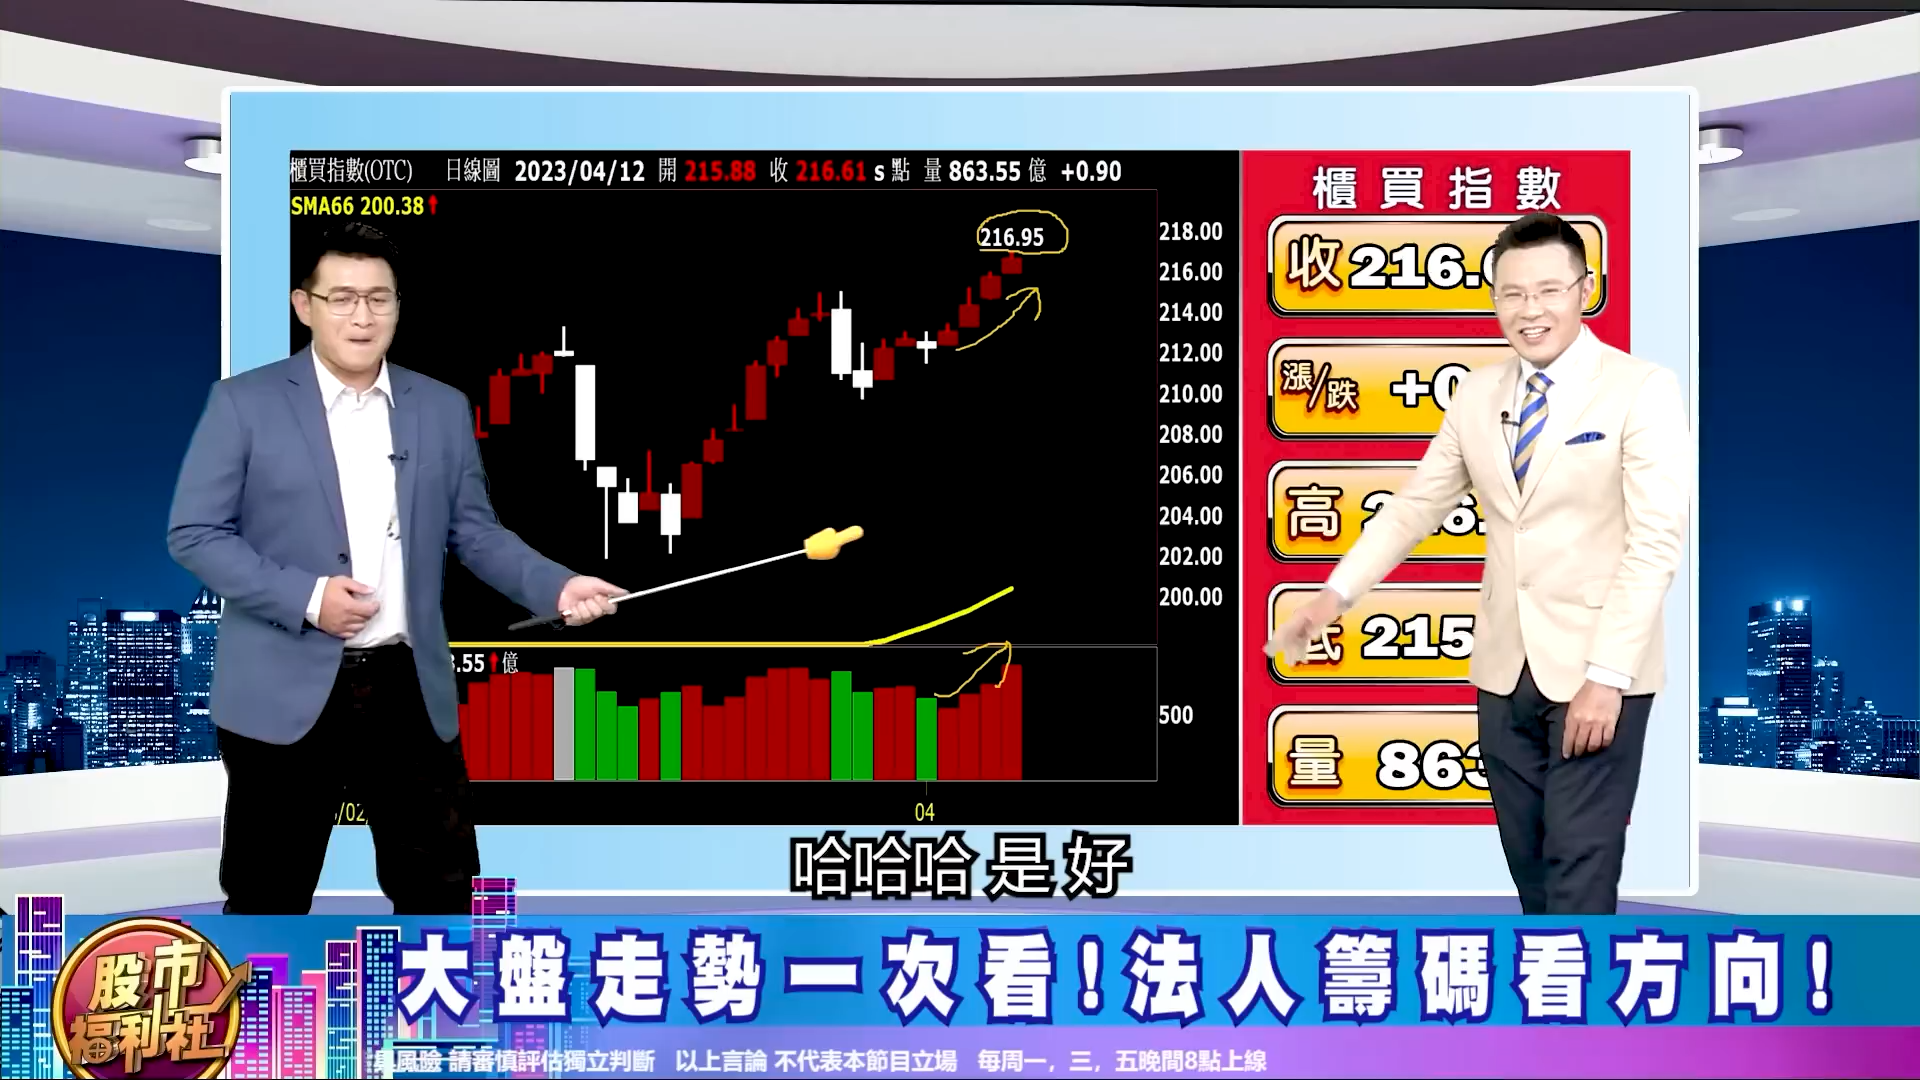 櫃買指數(OTC) 日線圖 2023/04/12 開 215.88 收 216.61 s 點 量 863.55 億 +0.90
SMA66 200.38
216.95
218.00
216.00
214.00
212.00
210.00
208.00
206.00
204.00
202.00
200.00
.55 億
500
04
櫃買指數
收 216.
漲/跌 +0
高
低 215
量 863
哈哈哈 是 好
大盤走勢一次看!法人籌碼看方向!
股市
福利社
風險 請審慎評估獨立判斷 以上言論 不代表本節目立場 每周一, 三, 五晚間8點上線